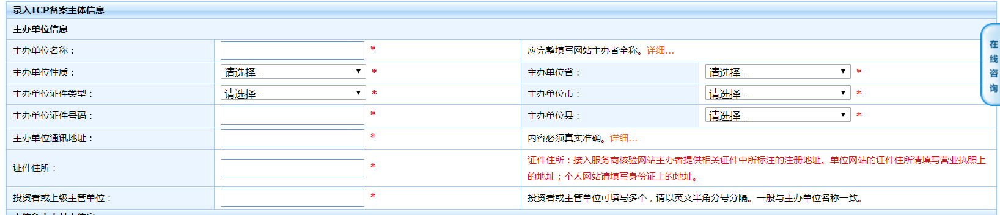 录入ICP备案主体信息
主办单位信息
主办单位名称： * 应完整填写网站主办者全称。详细...
主办单位性质： 请选择... * 主办单位省： 请选择... *
主办单位证件类型： 请选择... * 主办单位市： 请选择... *
主办单位证件号码： * 主办单位县： 请选择... *
主办单位通讯地址： * 内容必须真实准确。详细...
证件住所： * 证件住所：接入服务商核验网站主办者提供相关证件中所标注的注册地址。单位网站的证件住所请填写营业执照上
的地址；个人网站请填写身份证上的地址。
投资者或上级主管单位： * 投资者或主管单位可填写多个，请以英文半角分号分隔。一般与主办单位名称一致。
在
线
咨
询